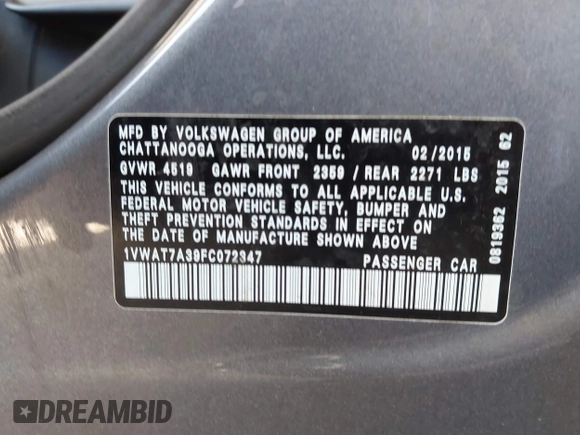 MFD BY VOLKSWAGEN GROUP OF AMERICA
CHATTANOOGA OPERATIONS, LLC. 02/2015
GVWR 4519 GAWR FRONT 2359 / REAR 2271 LBS
THIS VEHICLE CONFORMS TO ALL APPLICABLE U.S.
FEDERAL MOTOR VEHICLE SAFETY, BUMPER AND
THEFT PREVENTION STANDARDS IN EFFECT ON
THE DATE OF MANUFACTURE SHOWN ABOVE
1VWAT7A39FC072347 PASSENGER CAR
0819362 2015 62
DREAMBID